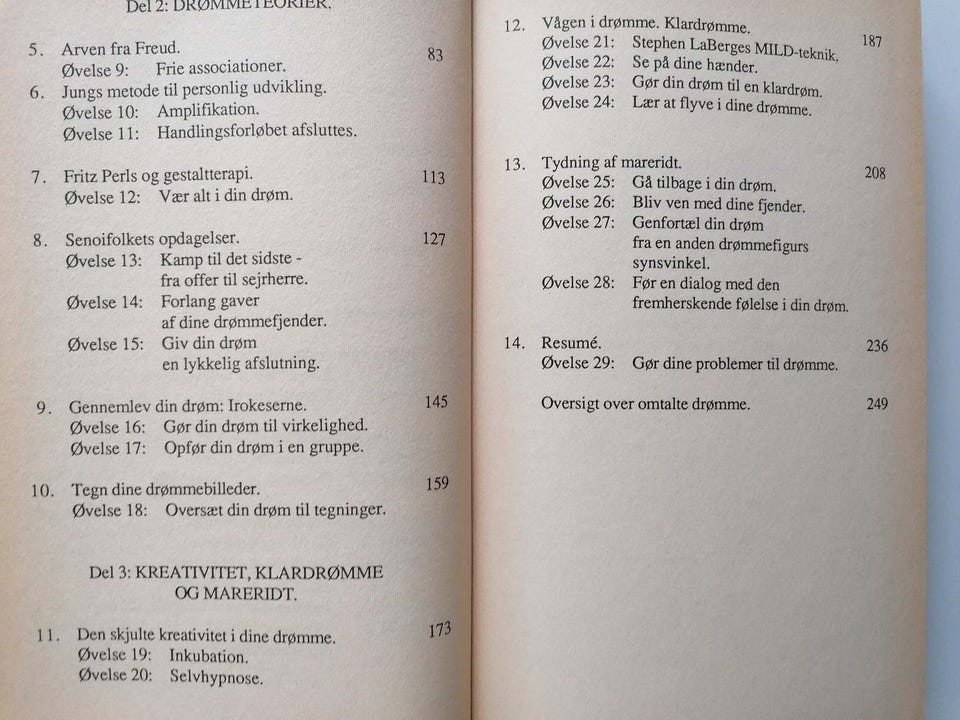 Del 2: DRØMMETEORIER.
5. Arven fra Freud. 83
Øvelse 9: Frie associationer.
6. Jungs metode til personlig udvikling.
Øvelse 10: Amplifikation.
Øvelse 11: Handlingsforløbet afsluttes.
7. Fritz Perls og gestaltterapi. 113
Øvelse 12: Vær alt i din drøm.
8. Senoifolkets opdagelser. 127
Øvelse 13: Kamp til det sidste -
fra offer til sejrherre.
Øvelse 14: Forlang gaver
af dine drømmefjender.
Øvelse 15: Giv din drøm
en lykkelig afslutning.
9. Gennemlev din drøm: Irokeserne. 145
Øvelse 16: Gør din drøm til virkelighed.
Øvelse 17: Opfør din drøm i en gruppe.
10. Tegn dine drømmebilleder. 159
Øvelse 18: Oversæt din drøm til tegninger.
Del 3: KREATIVITET, KLARDRØMME
OG MARERIDT.
11. Den skjulte kreativitet i dine drømme. 173
Øvelse 19: Inkubation.
Øvelse 20: Selvhypnose.
12. Vågen i drømme. Klardrømme. 187
Øvelse 21: Stephen LaBerges MILD-teknik.
Øvelse 22: Se på dine hænder.
Øvelse 23: Gør din drøm til en klardrøm.
Øvelse 24: Lær at flyve i dine drømme.
13. Tydning af mareridt. 208
Øvelse 25: Gå tilbage i din drøm.
Øvelse 26: Bliv ven med dine fjender.
Øvelse 27: Genfortæl din drøm
fra en anden drømmefigurs
synsvinkel.
Øvelse 28: Før en dialog med den
fremherskende følelse i din drøm.
14. Resumé. 236
Øvelse 29: Gør dine problemer til drømme.
Oversigt over omtalte drømme. 249